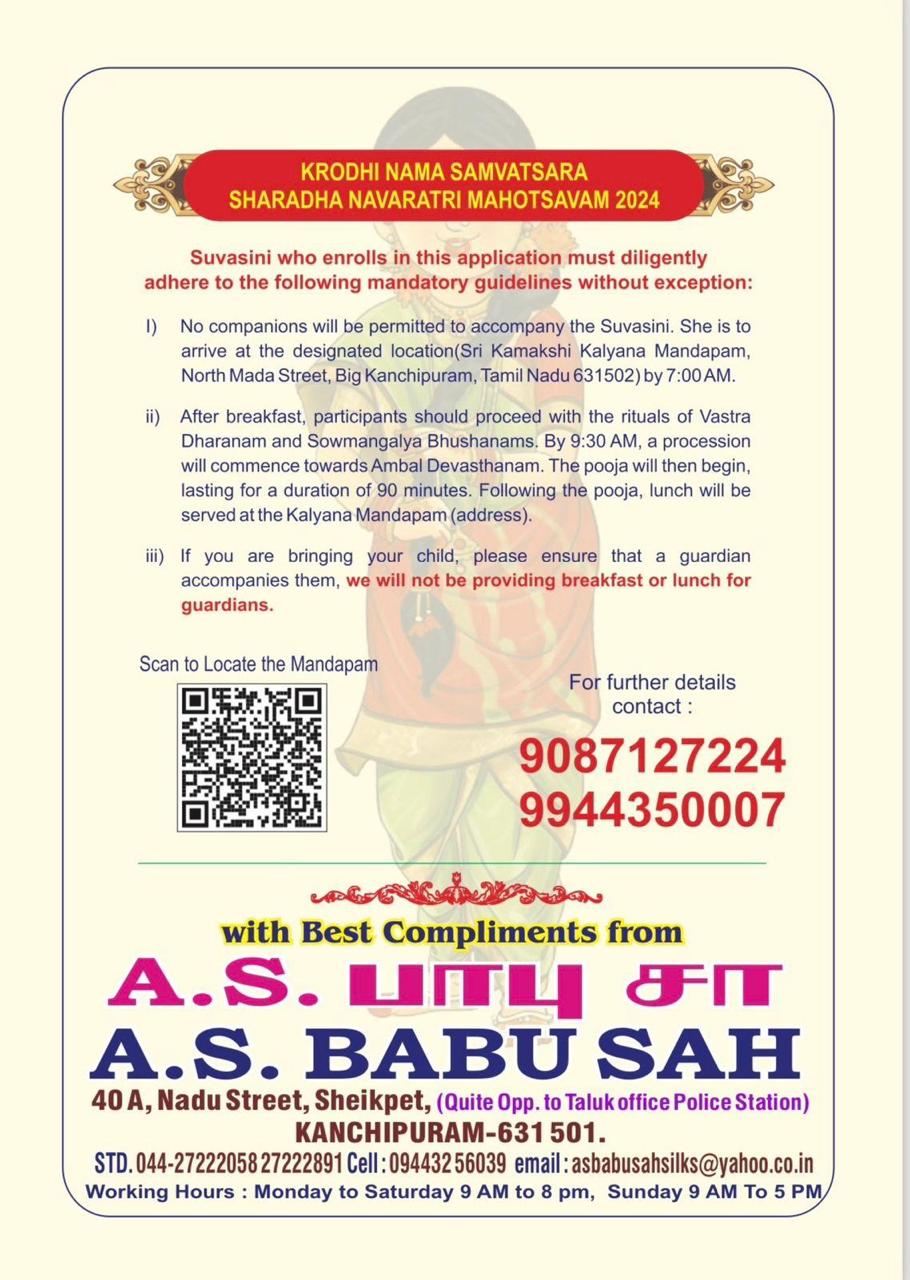 KRODHI NAMA SAMVATSARA
SHARADHA NAVARATRI MAHOTSAVAM 2024
Suvasini who enrolls in this application must diligently
adhere to the following mandatory guidelines without exception:
I) No companions will be permitted to accompany the Suvasini. She is to
arrive at the designated location(Sri Kamakshi Kalyana Mandapam,
North Mada Street, Big Kanchipuram, Tamil Nadu 631502) by 7:00 AM.
ii) After breakfast, participants should proceed with the rituals of Vastra
Dharanam and Sowmangalya Bhushanams. By 9:30 AM, a procession
will commence towards Ambal Devasthanam. The pooja will then begin,
lasting for a duration of 90 minutes. Following the pooja, lunch will be
served at the Kalyana Mandapam (address).
iii) If you are bringing your child, please ensure that a guardian
accompanies them, we will not be providing breakfast or lunch for
guardians.
Scan to Locate the Mandapam
For further details
contact :
9087127224
9944350007
with Best Compliments from
A.S. பாபு சா
A.S. BABU SAH
40 A, Nadu Street, Sheikpet, (Quite Opp. to Taluk office Police Station)
KANCHIPURAM-631 501.
STD. 044-27222058 27222891 Cell : 09443256039 email : asbabusahsilks@yahoo.co.in
Working Hours : Monday to Saturday 9 AM to 8 pm, Sunday 9 AM To 5 PM